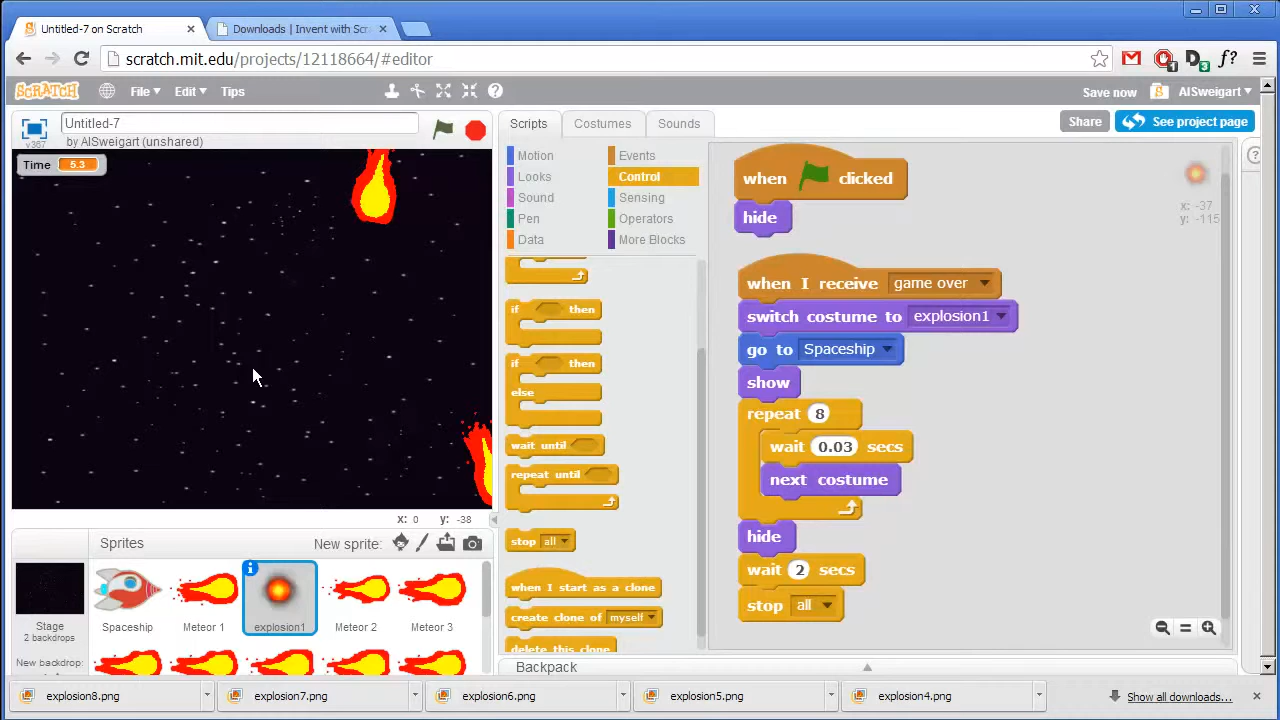 Untitled-7 on Scratch
Downloads | Invent with Scr
scratch.mit.edu/projects/12118664/#editor
SCRATCH
File
Edit
Tips
Save now
AlSweigart
Untitled-7
v367
by AlSweigart (unshared)
Scripts
Costumes
Sounds
Share
See project page
Time 5.3
Motion
Events
Looks
Control
Sound
Sensing
Pen
Operators
Data
More Blocks
if then
if then
else
wait until
repeat until
stop all
when I start as a clone
create clone of myself
delete this clone
when clicked
hide
when I receive game over
switch costume to explosion1
go to Spaceship
show
repeat 8
wait 0.03 secs
next costume
hide
wait 2 secs
stop all
x: -37
y: -115
x: 0 y: -38
Sprites
New sprite:
Stage
2 backdrops
New backdrop:
Spaceship
Meteor 1
explosion1
Meteor 2
Meteor 3
Backpack
explosion8.png
explosion7.png
explosion6.png
explosion5.png
explosion4.png
Show all downloads...